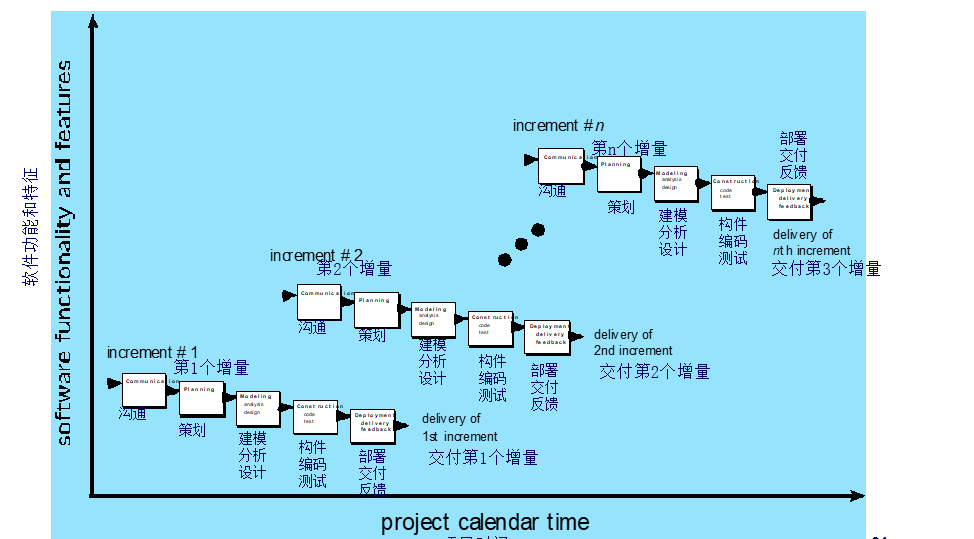 software functionality and features
软件功能和特征
increment # n
第n个增量
Communication
沟通
Planning
策划
Modeling
analysis
design
建模
分析
设计
Construction
code
test
构件
编码
测试
部署
交付
反馈
Deployment
delivery
feedback
delivery of
nth increment
交付第3个增量
increment # 2
第2个增量
Communication
沟通
Planning
策划
Modeling
analysis
design
建模
分析
设计
Construction
code
test
构件
编码
测试
Deployment
delivery
feedback
部署
交付
反馈
delivery of
2nd increment
交付第2个增量
increment # 1
第1个增量
Communication
沟通
Planning
策划
Modeling
analysis
design
建模
分析
设计
Construction
code
test
构件
编码
测试
Deployment
delivery
feedback
部署
交付
反馈
delivery of
1st increment
交付第1个增量
project calendar time